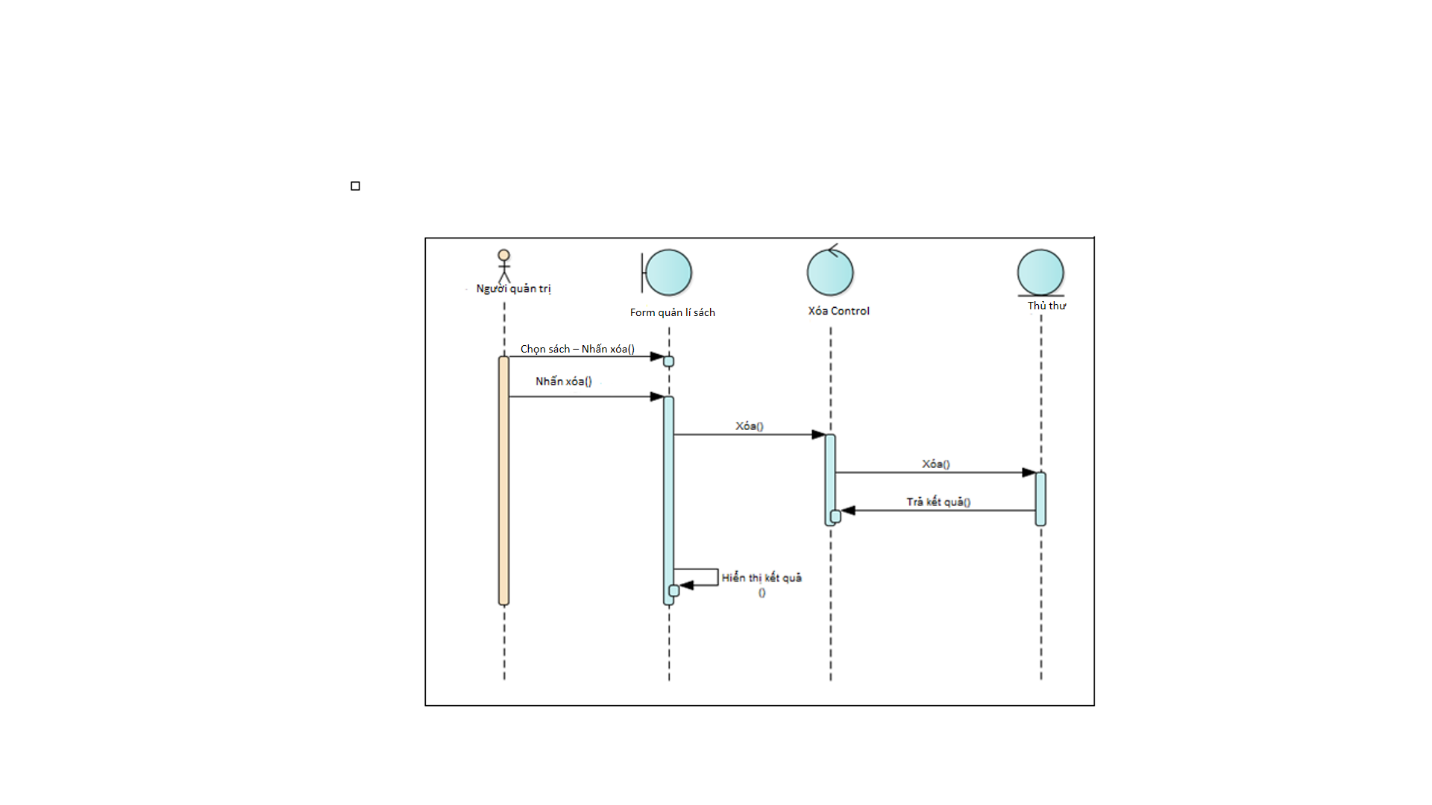 Người quản trị
Form quản lí sách
Xóa Control
Thủ thư
Chọn sách – Nhấn xóa()
Nhấn xóa()
Xóa()
Xóa()
Trả kết quả()
Hiển thị kết quả
()